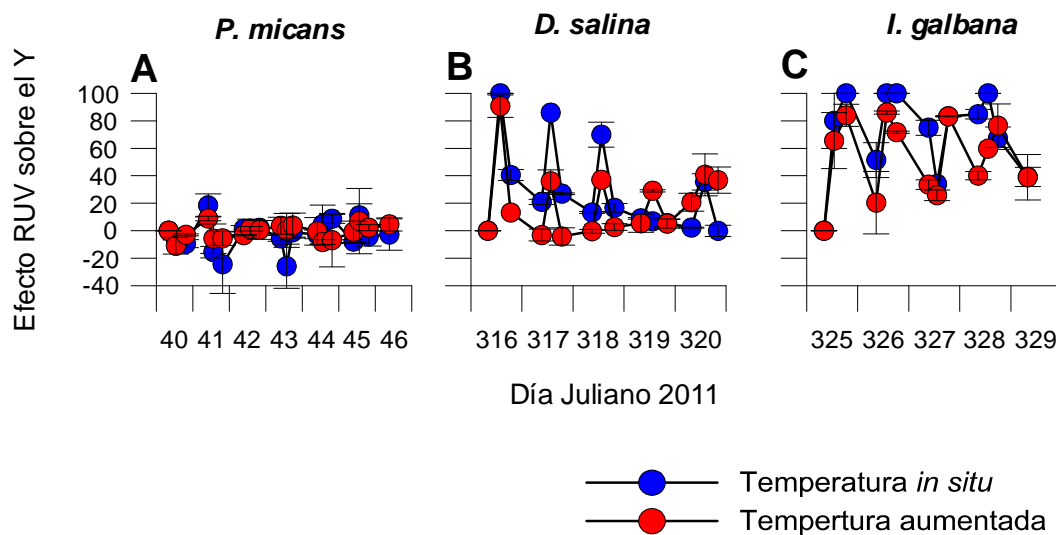 P. micans
D. salina
I. galbana
A
B
C
Efecto RUV sobre el Y
100
80
60
40
20
0
-20
-40
40 41 42 43 44 45 46
316 317 318 319 320
325 326 327 328 329
Día Juliano 2011
Temperatura in situ
Tempertura aumentada